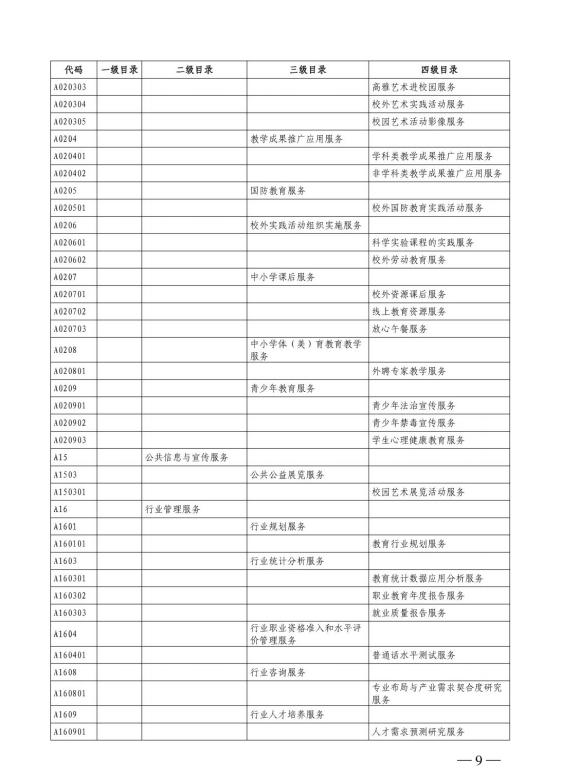 代码 一级目录 二级目录 三级目录 四级目录
A020303 高雅艺术进校园服务
A020304 校外艺术实践活动服务
A020305 校园艺术活动影像服务
A0204 教学成果推广应用服务
A020401 学科类教学成果推广应用服务
A020402 非学科类教学成果推广应用服务
A0205 国防教育服务
A020501 校外国防教育实践活动服务
A0206 校外实践活动组织实施服务
A020601 科学实验课程的实践服务
A020602 校外劳动教育服务
A0207 中小学课后服务
A020701 校外资源课后服务
A020702 线上教育资源服务
A020703 放心午餐服务
A0208 中小学体（美）育教育教学
服务
A020801 外聘专家教学服务
A0209 青少年教育服务
A020901 青少年法治宣传服务
A020902 青少年禁毒宣传服务
A020903 学生心理健康教育服务
A15 公共信息与宣传服务
A1503 公共公益展览服务
A150301 校园艺术展览活动服务
A16 行业管理服务
A1601 行业规划服务
A160101 教育行业规划服务
A1603 行业统计分析服务
A160301 教育统计数据应用分析服务
A160302 职业教育年度报告服务
A160303 就业质量报告服务
A1604 行业职业资格准入和水平评
价管理服务
A160401 普通话水平测试服务
A1608 行业咨询服务
A160801 专业布局与产业需求契合度研究
服务
A1609 行业人才培养服务
A160901 人才需求预测研究服务
— 9 —